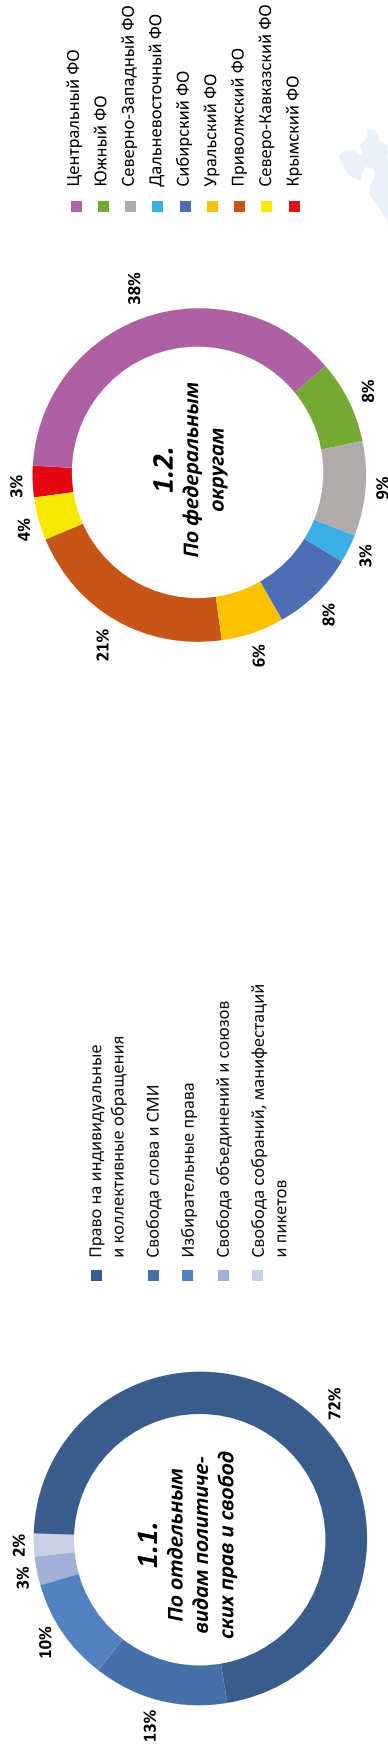 1.1.
По отдельным
видам политиче-
ских прав и свобод
72%
13%
10%
3%
2%
Право на индивидуальные
и коллективные обращения
Свобода слова и СМИ
Избирательные права
Свобода объединений и союзов
Свобода собраний, манифестаций
и пикетов
1.2.
По федеральным
округам
38%
8%
9%
3%
8%
6%
21%
4%
3%
Центральный ФО
Южный ФО
Северно-Западный ФО
Дальневосточный ФО
Сибирский ФО
Уральский ФО
Приволжский ФО
Северо-Кавказский ФО
Крымский ФО